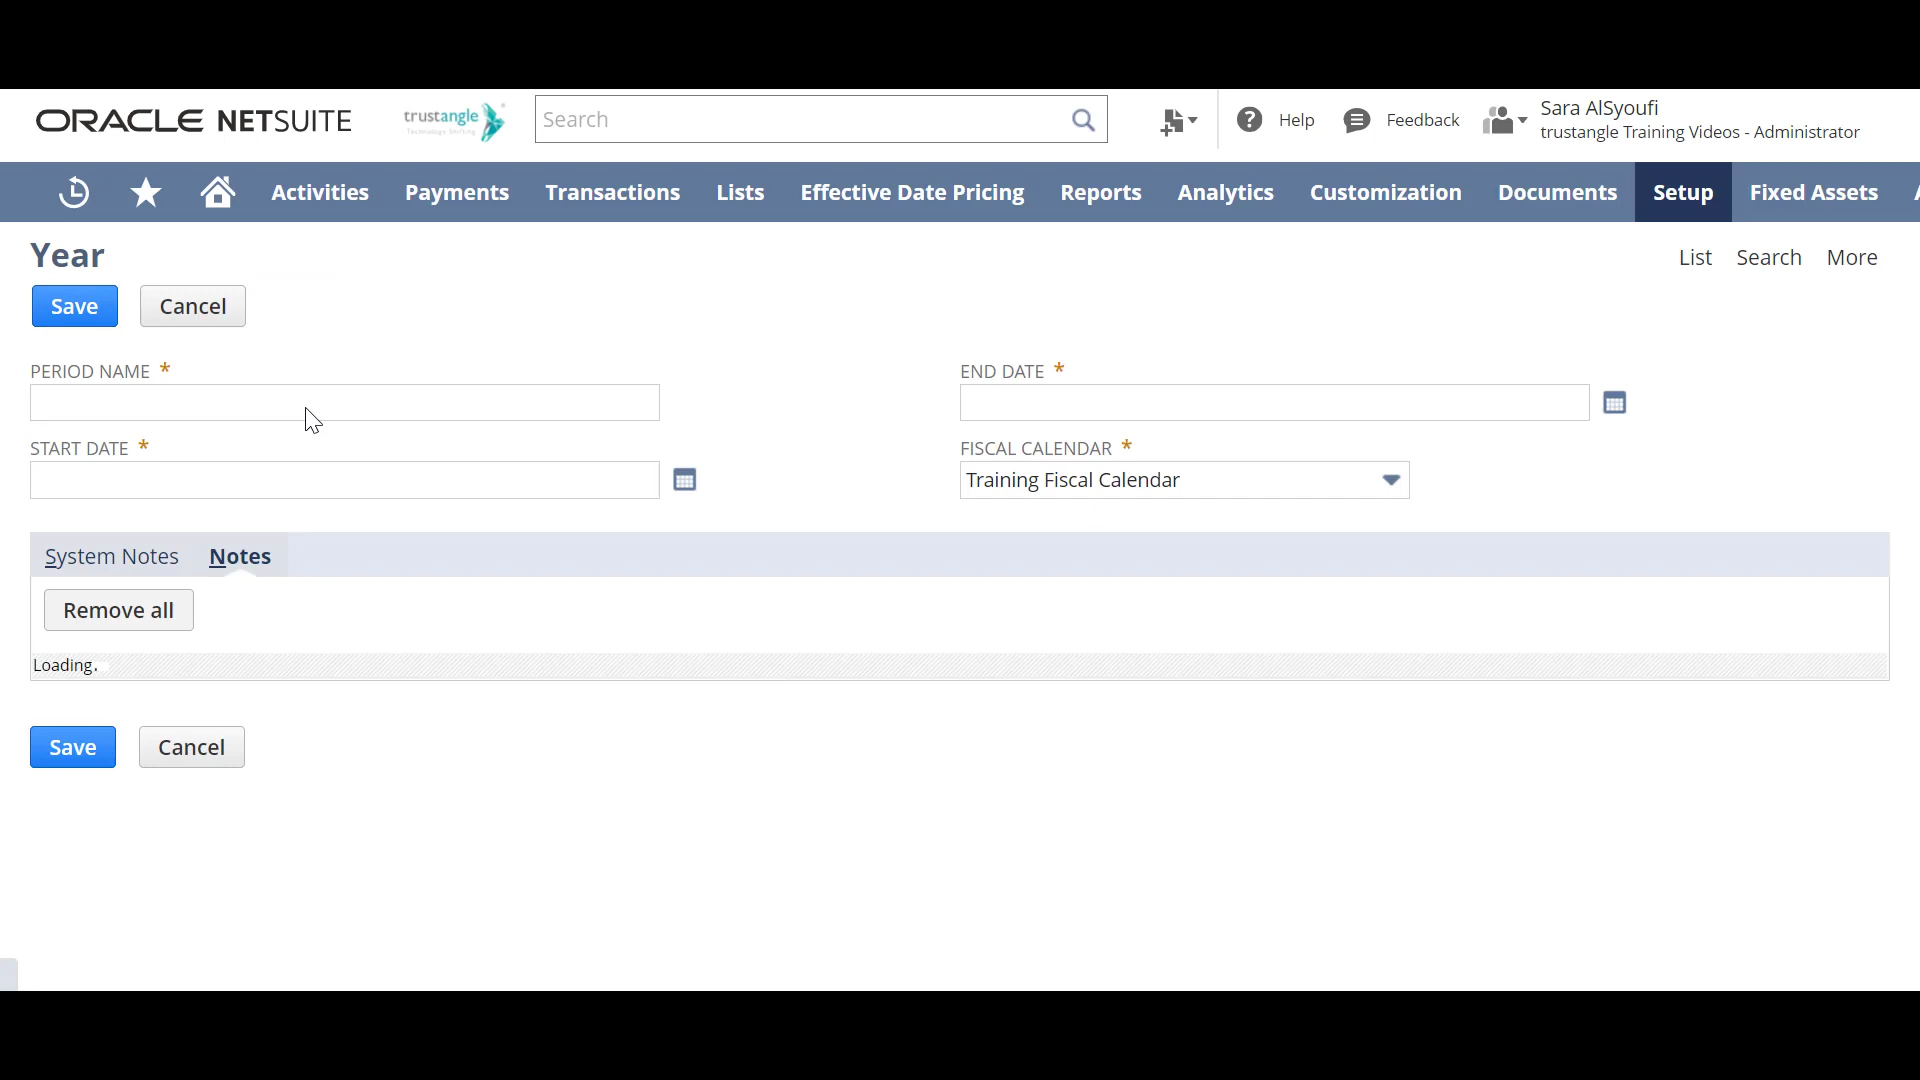 ORACLE NETSUITE
trustangle
Technology Shifting
Search
Help
Feedback
Sara AlSyoufi
trustangle Training Videos - Administrator
Activities Payments Transactions Lists Effective Date Pricing Reports Analytics Customization Documents Setup Fixed Assets A
Year
List Search More
Save Cancel
PERIOD NAME *
END DATE *
START DATE *
FISCAL CALENDAR *
Training Fiscal Calendar
System Notes Notes
Remove all
Loading.
Save Cancel